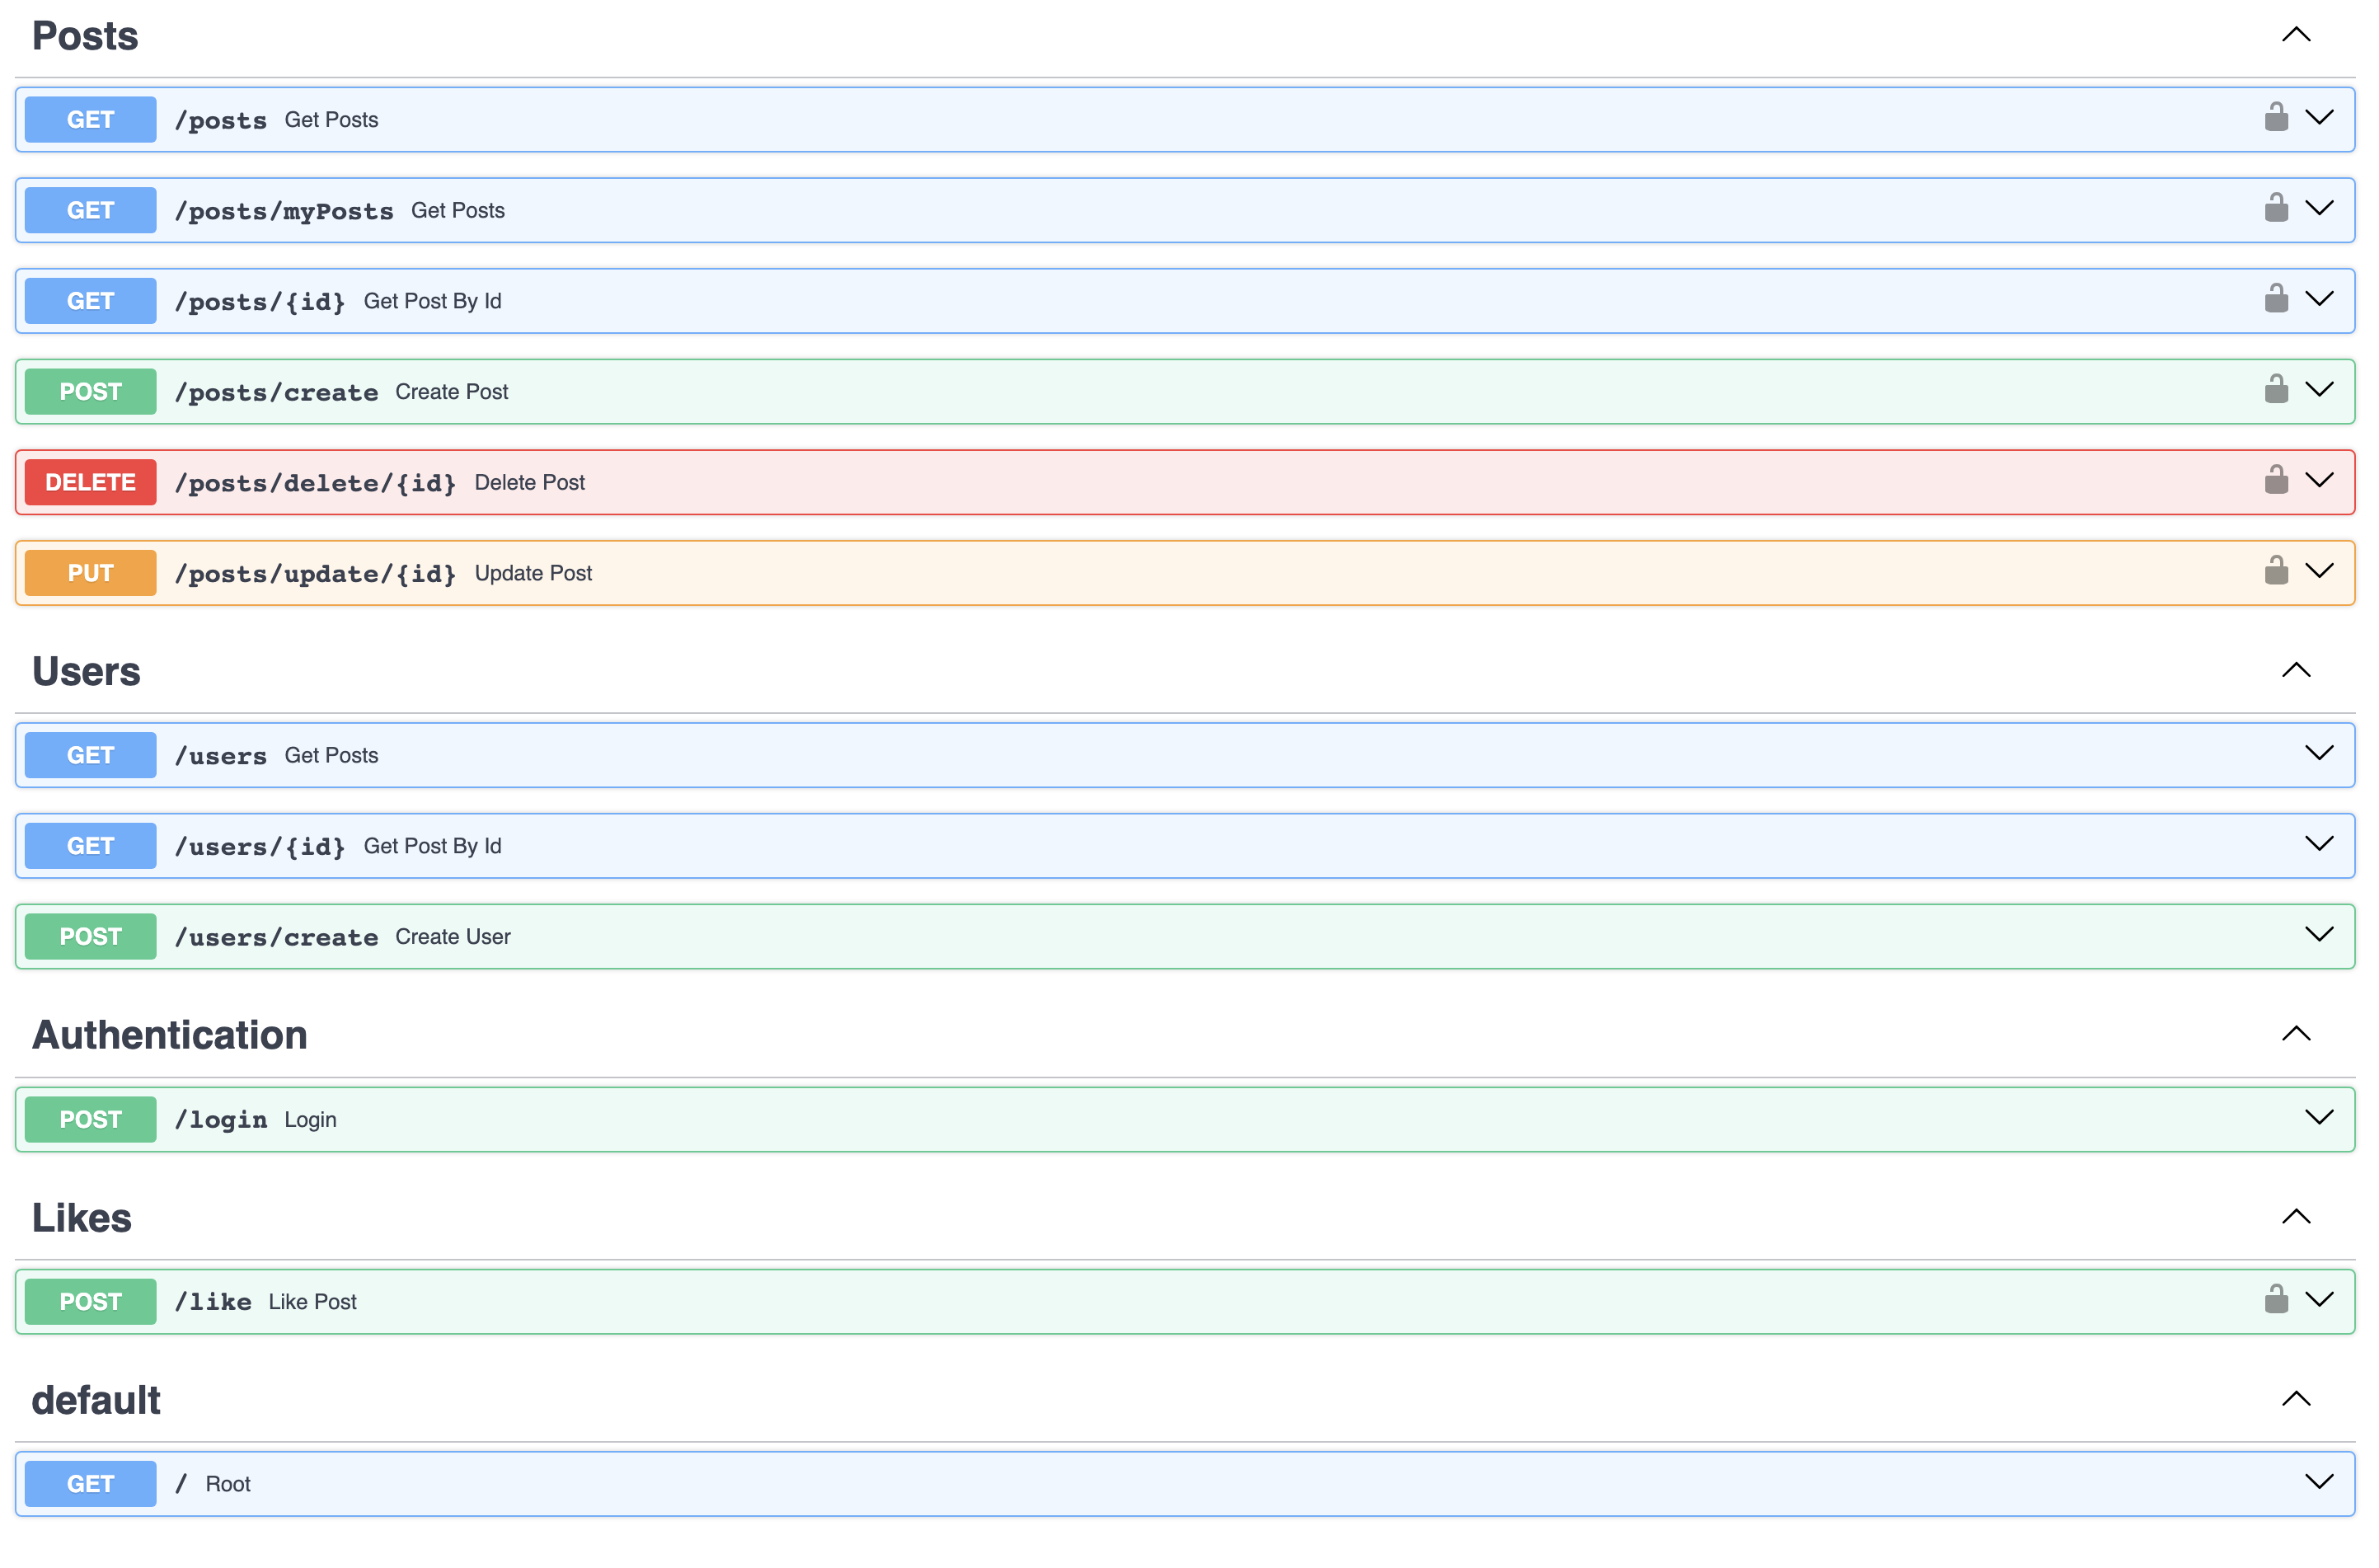 Posts
GET /posts Get Posts
GET /posts/myPosts Get Posts
GET /posts/{id} Get Post By Id
POST /posts/create Create Post
DELETE /posts/delete/{id} Delete Post
PUT /posts/update/{id} Update Post
Users
GET /users Get Posts
GET /users/{id} Get Post By Id
POST /users/create Create User
Authentication
POST /login Login
Likes
POST /like Like Post
default
GET / Root